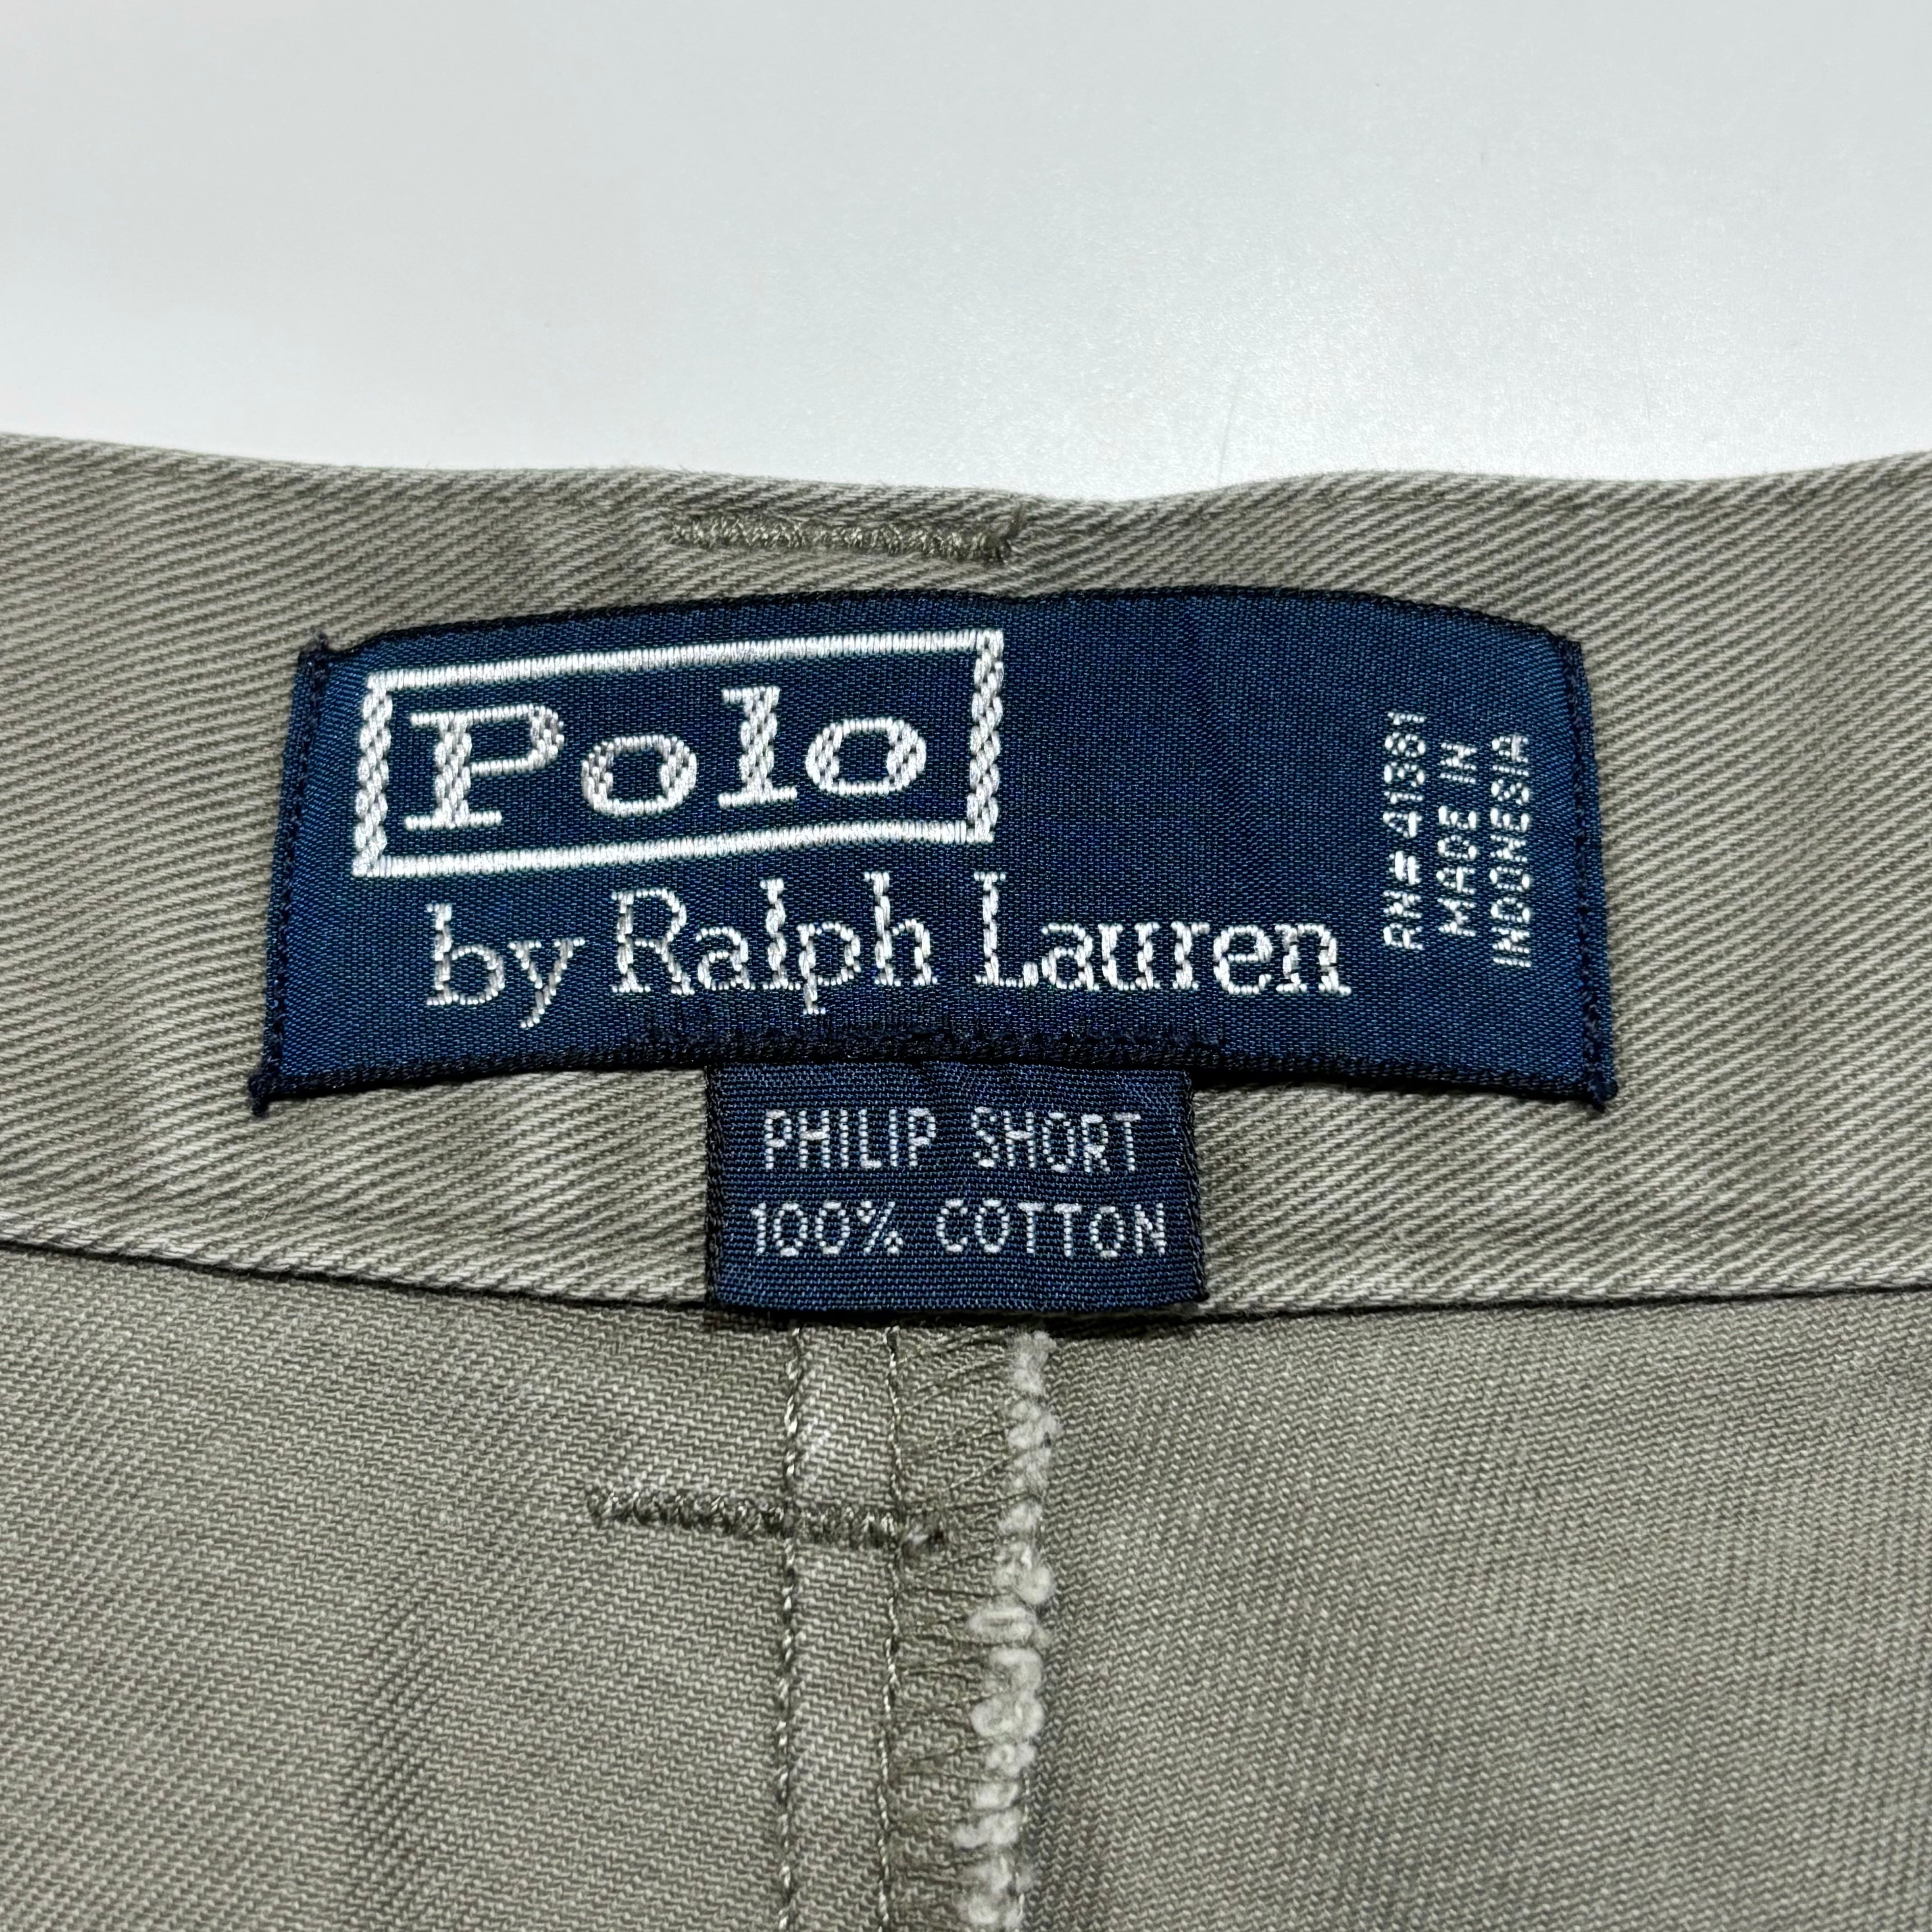 Polo
by Ralph Lauren
RN# 41381
MADE IN
INDONESIA
PHILIP SHORT
100% COTTON